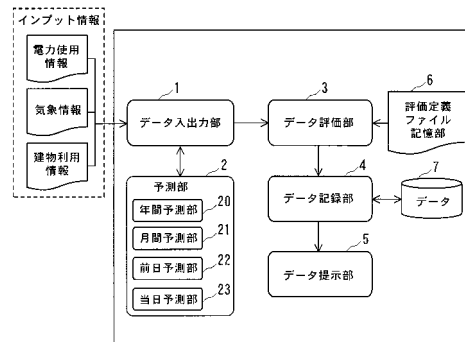 インプット情報
電力使用
情報
気象情報
建物利用
情報
1
データ入出力部
2
予測部
年間予測部 20
月間予測部 21
前日予測部 22
当日予測部 23
3
データ評価部
4
データ記録部
5
データ提示部
6
評価定義
ファイル
記憶部
7
データ